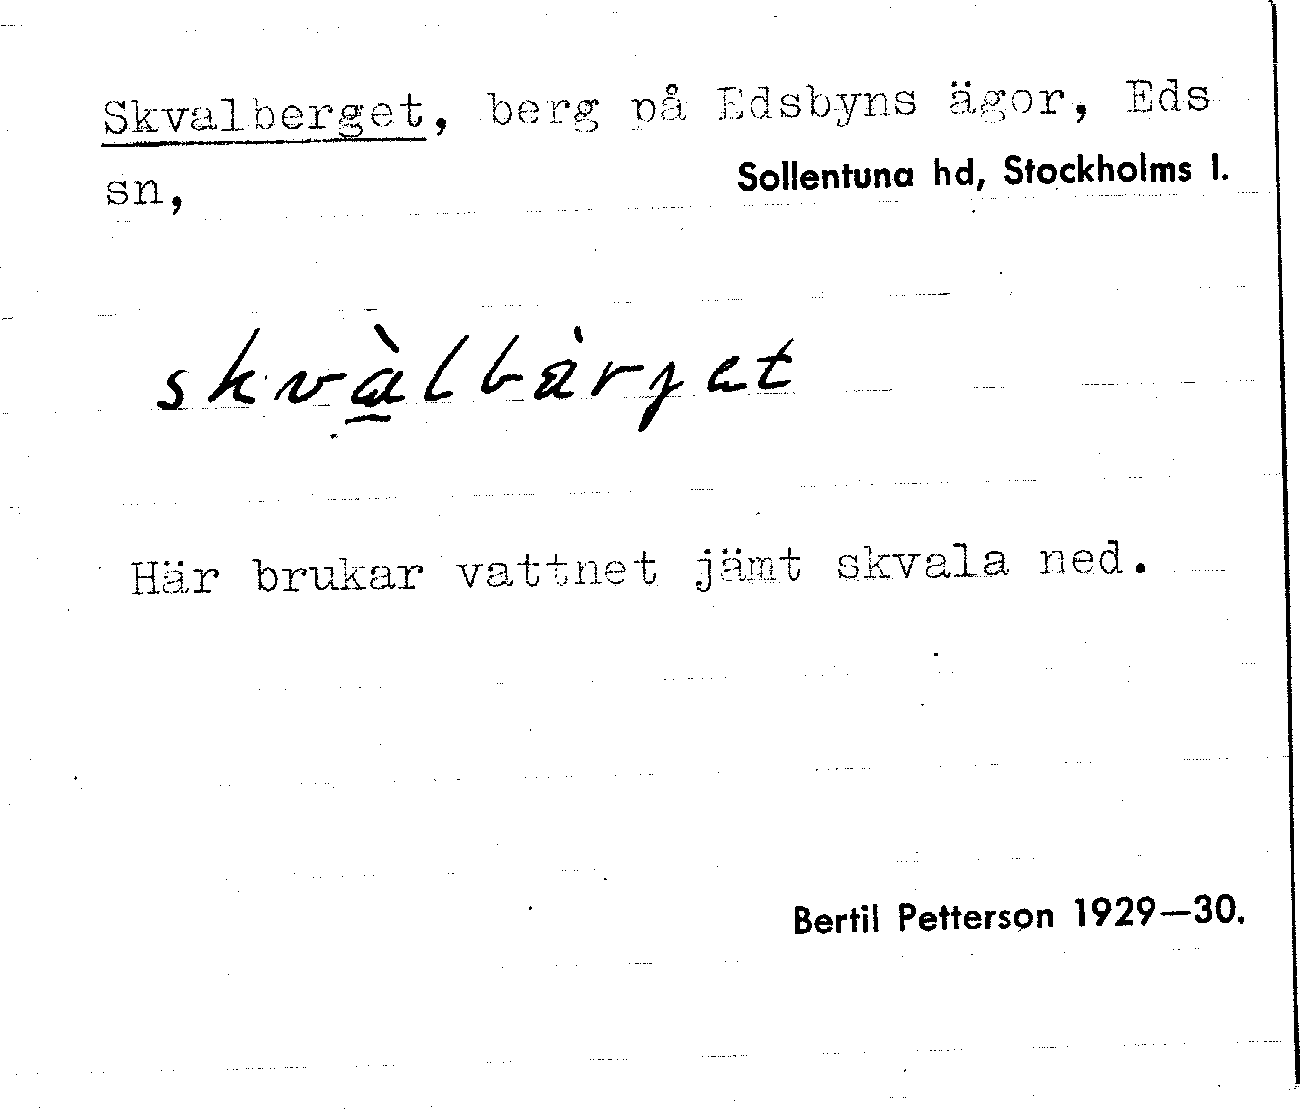 Skvalberget, berg på Edsbyns ägor, Eds
sn, Sollentuna hd, Stockholms l.
skvàlbàrjet
Här brukar vattnet jämt skvala ned.
Bertil Petterson 1929—30.